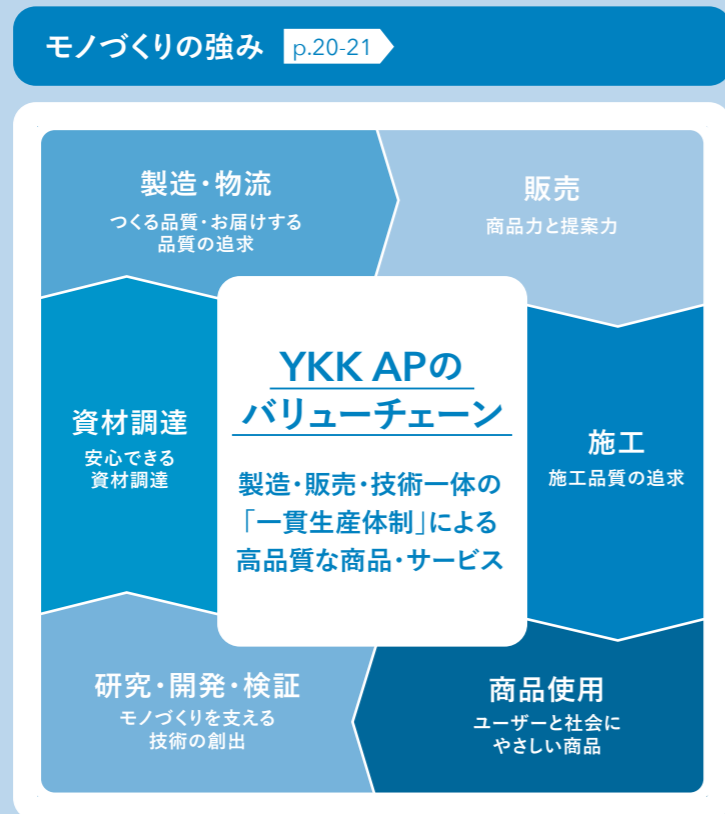 モノづくりの強み p.20-21
製造・物流
つくる品質・お届けする
品質の追求
販売
商品力と提案力
資材調達
安心できる
資材調達
YKK APの
バリューチェーン
製造・販売・技術一体の
「一貫生産体制」による
高品質な商品・サービス
施工
施工品質の追求
研究・開発・検証
モノづくりを支える
技術の創出
商品使用
ユーザーと社会に
やさしい商品